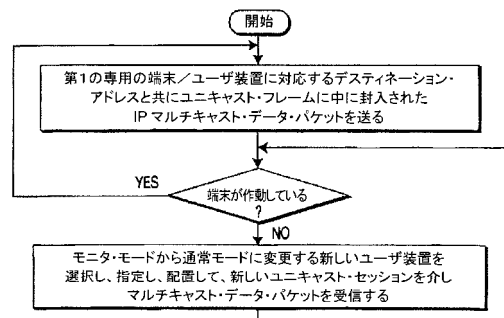 開始
第1の専用の端末／ユーザ装置に対応するデスティネーション・
アドレスと共にユニキャスト・フレームに中に封入された
IPマルチキャスト・データ・パケットを送る
YES
端末が作動している
?
NO
モニタ・モードから通常モードに変更する新しいユーザ装置を
選択し、指定し、配置して、新しいユニキャスト・セッションを介し
マルチキャスト・データ・パケットを受信する